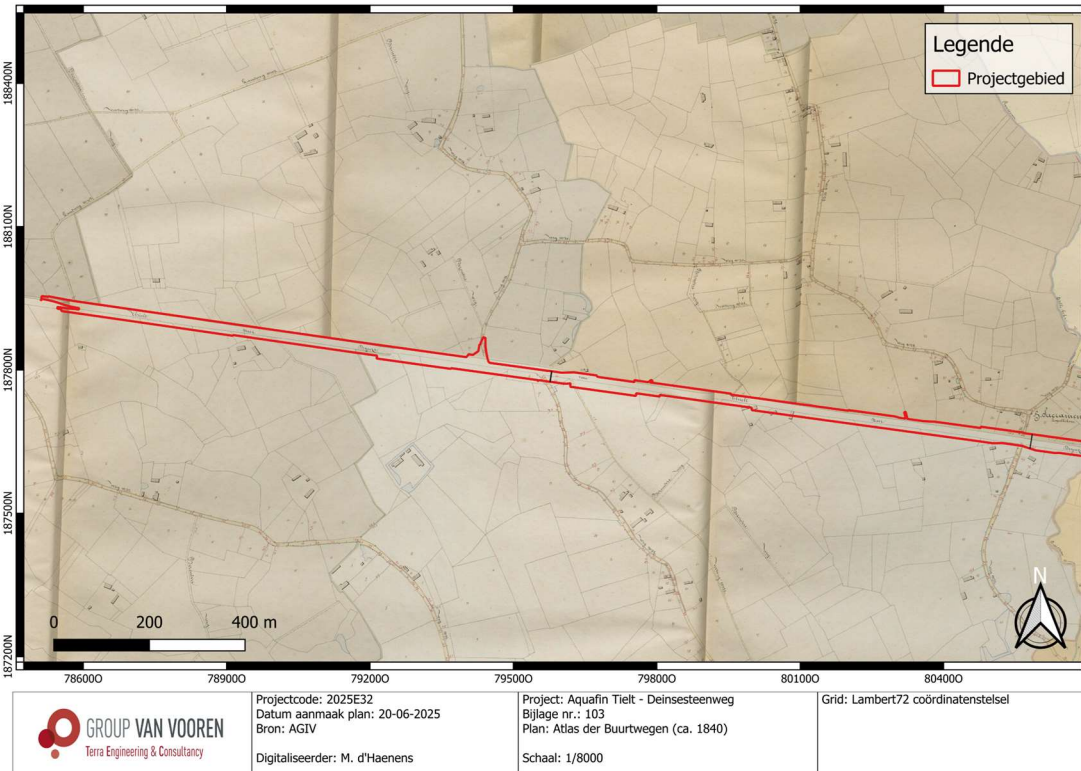 Legende
Projectgebied
188400N
188100N
187800N
187500N
187200N
0
200
400 m
N
786000
789000
792000
795000
798000
801000
804000
GROUP VAN VOOREN
Terra Engineering & Consultancy
Projectcode: 2025E32
Datum aanmaak plan: 20-06-2025
Bron: AGIV
Digitaliseerder: M. d'Haenens
Project: Aquafin Tielt - Deinsesteenweg
Bijlage nr.: 103
Plan: Atlas der Buurtwegen (ca. 1840)
Schaal: 1/8000
Grid: Lambert72 coördinatenstelsel